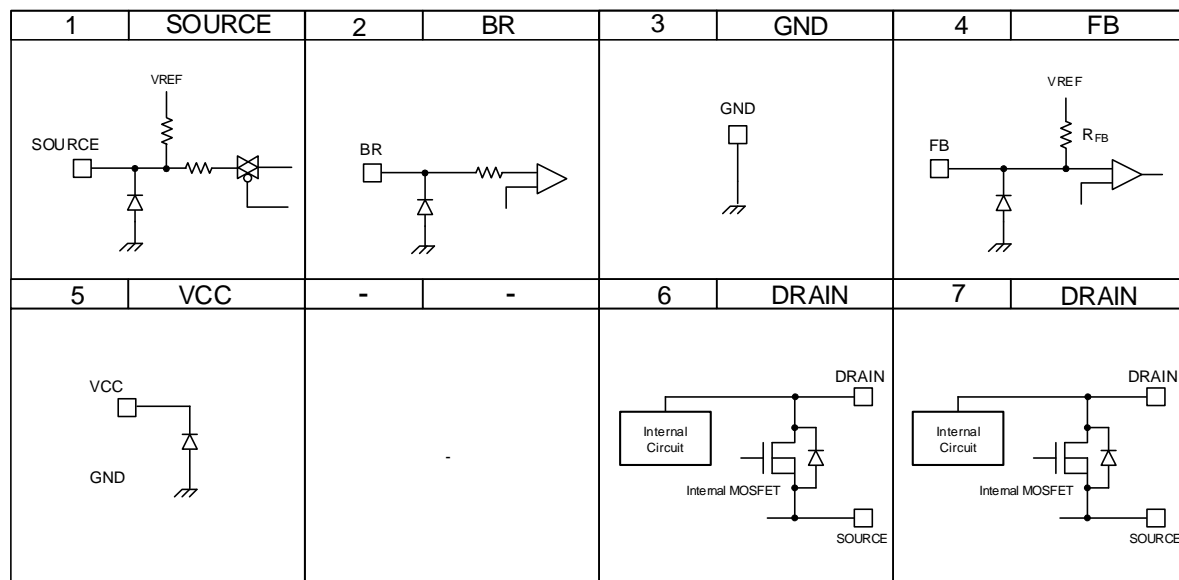 1 SOURCE 2 BR 3 GND 4 FB
VREF
SOURCE
BR
GND
VREF
RFB
FB
5 VCC - - 6 DRAIN 7 DRAIN
VCC
GND
-
DRAIN
Internal
Circuit
Internal MOSFET
SOURCE
DRAIN
Internal
Circuit
Internal MOSFET
SOURCE